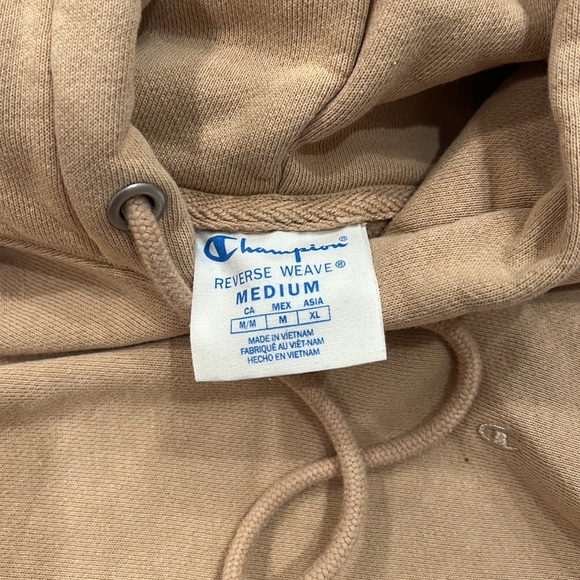 Champion®
REVERSE WEAVE®
MEDIUM
CA MEX ASIA
M/M M XL
MADE IN VIETNAM
FABRIQUÉ AU VIÊT-NAM
HECHO EN VIETNAM